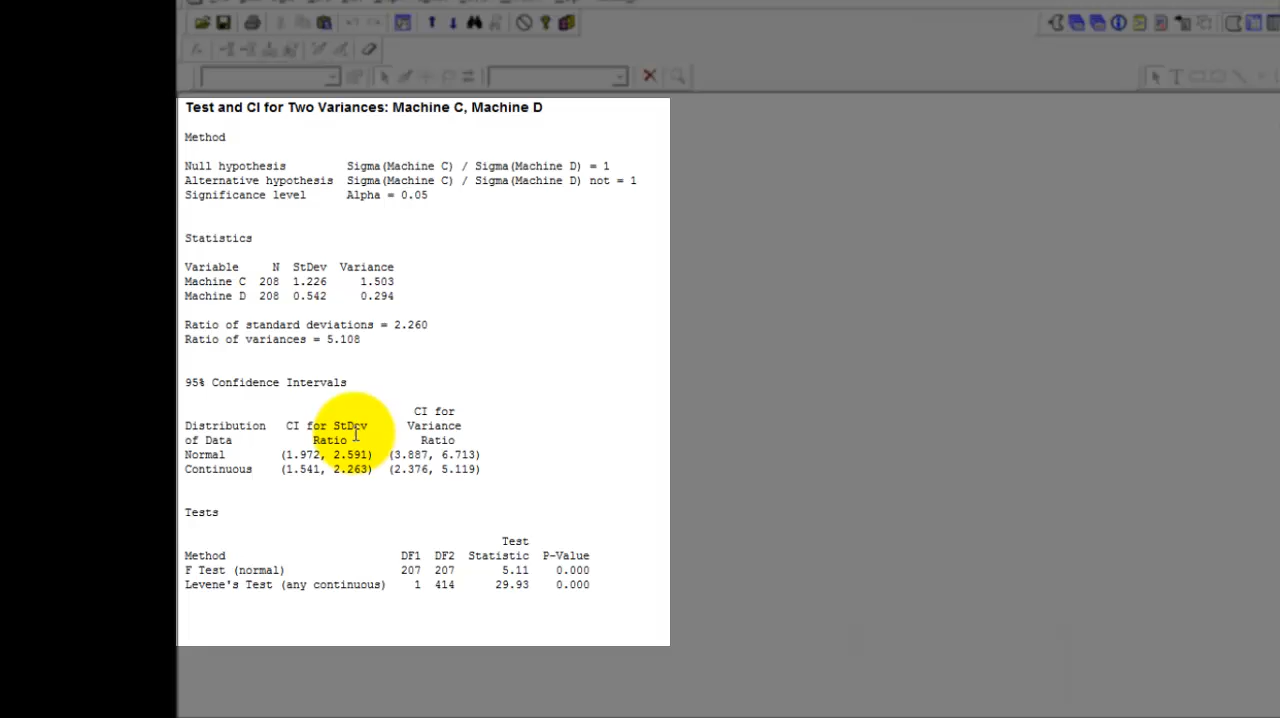 Test and CI for Two Variances: Machine C, Machine D
Method
Null hypothesis Sigma(Machine C) / Sigma(Machine D) = 1
Alternative hypothesis Sigma(Machine C) / Sigma(Machine D) not = 1
Significance level Alpha = 0.05
Statistics
Variable N StDev Variance
Machine C 208 1.226 1.503
Machine D 208 0.542 0.294
Ratio of standard deviations = 2.260
Ratio of variances = 5.108
95% Confidence Intervals
CI for
Distribution CI for StDev Variance
of Data Ratio Ratio
Normal (1.972, 2.591) (3.887, 6.713)
Continuous (1.541, 2.263) (2.376, 5.119)
Tests
Test
Method DF1 DF2 Statistic P-Value
F Test (normal) 207 207 5.11 0.000
Levene's Test (any continuous) 1 414 29.93 0.000